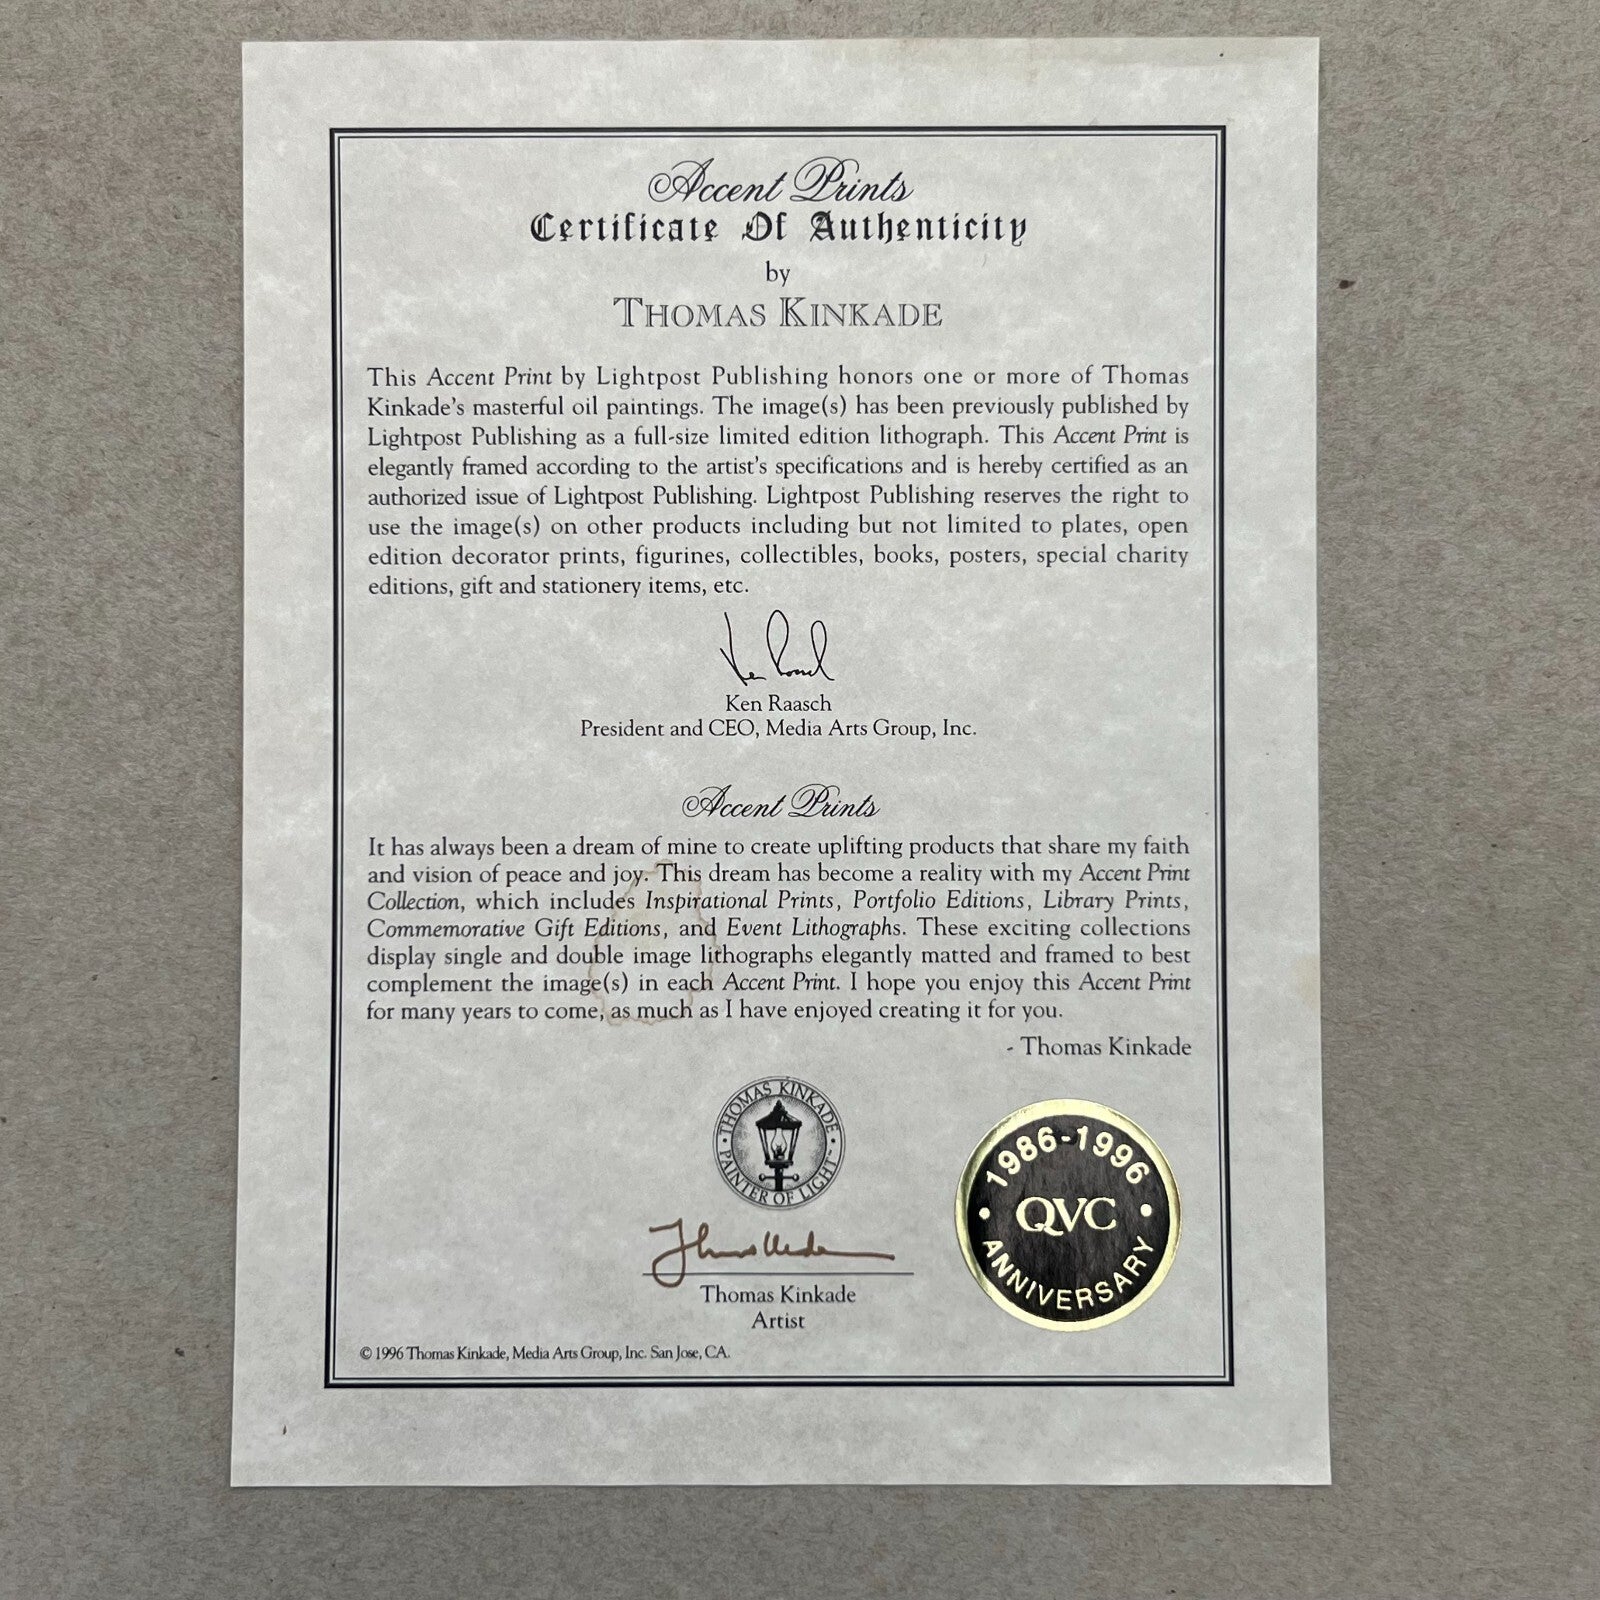 Accent Prints
Certificate Of Authenticity
by
THOMAS KINKADE
This Accent Print by Lightpost Publishing honors one or more of Thomas
Kinkade's masterful oil paintings. The image(s) has been previously published by
Lightpost Publishing as a full-size limited edition lithograph. This Accent Print is
elegantly framed according to the artist's specifications and is hereby certified as an
authorized issue of Lightpost Publishing. Lightpost Publishing reserves the right to
use the image(s) on other products including but not limited to plates, open
edition decorator prints, figurines, collectibles, books, posters, special charity
editions, gift and stationery items, etc.
Ken Raasch
Ken Raasch
President and CEO, Media Arts Group, Inc.
Accent Prints
It has always been a dream of mine to create uplifting products that share my faith
and vision of peace and joy. This dream has become a reality with my Accent Print
Collection, which includes Inspirational Prints, Portfolio Editions, Library Prints,
Commemorative Gift Editions, and Event Lithographs. These exciting collections
display single and double image lithographs elegantly matted and framed to best
complement the image(s) in each Accent Print. I hope you enjoy this Accent Print
for many years to come, as much as I have enjoyed creating it for you.
- Thomas Kinkade
THOMAS KINKADE
PAINTER OF LIGHT™
1986-1996
• QVC •
ANNIVERSARY
Thomas Kinkade
Artist
© 1996 Thomas Kinkade, Media Arts Group, Inc. San Jose, CA.